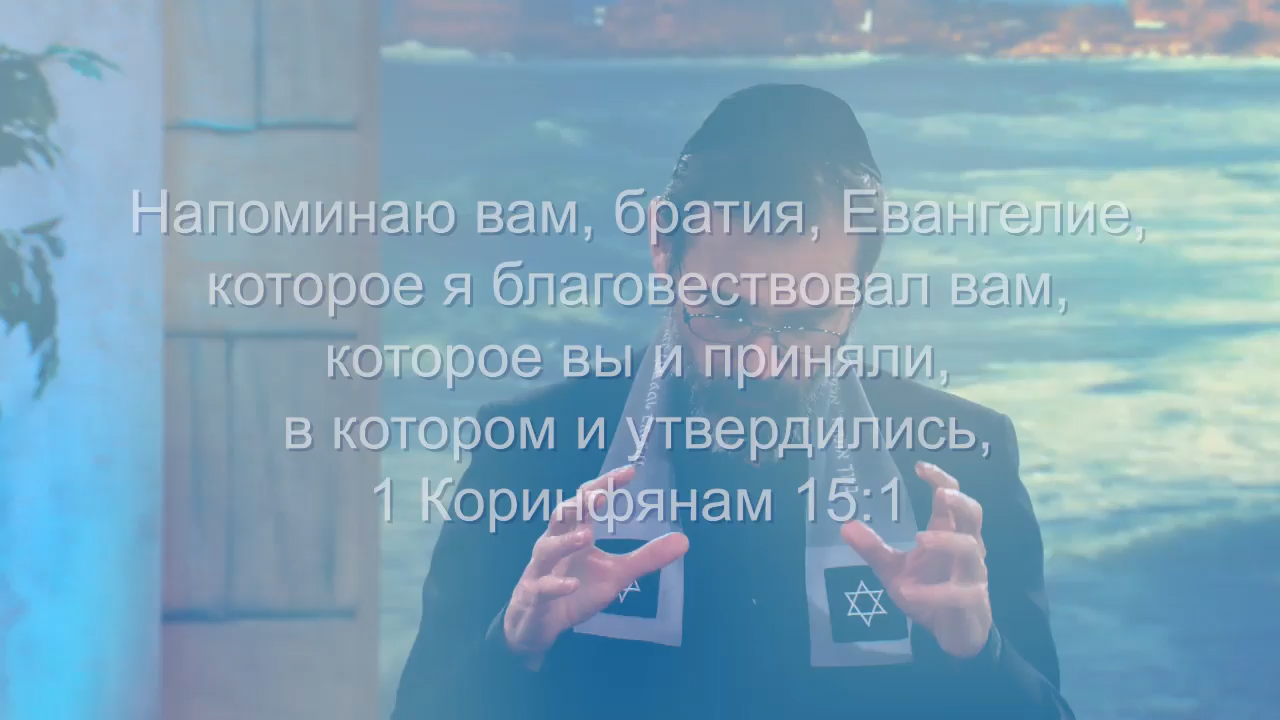 Напоминаю вам, братия, Евангелие,
которое я благовествовал вам,
которое вы и приняли,
в котором и утвердились,
1 Коринфянам 15:1